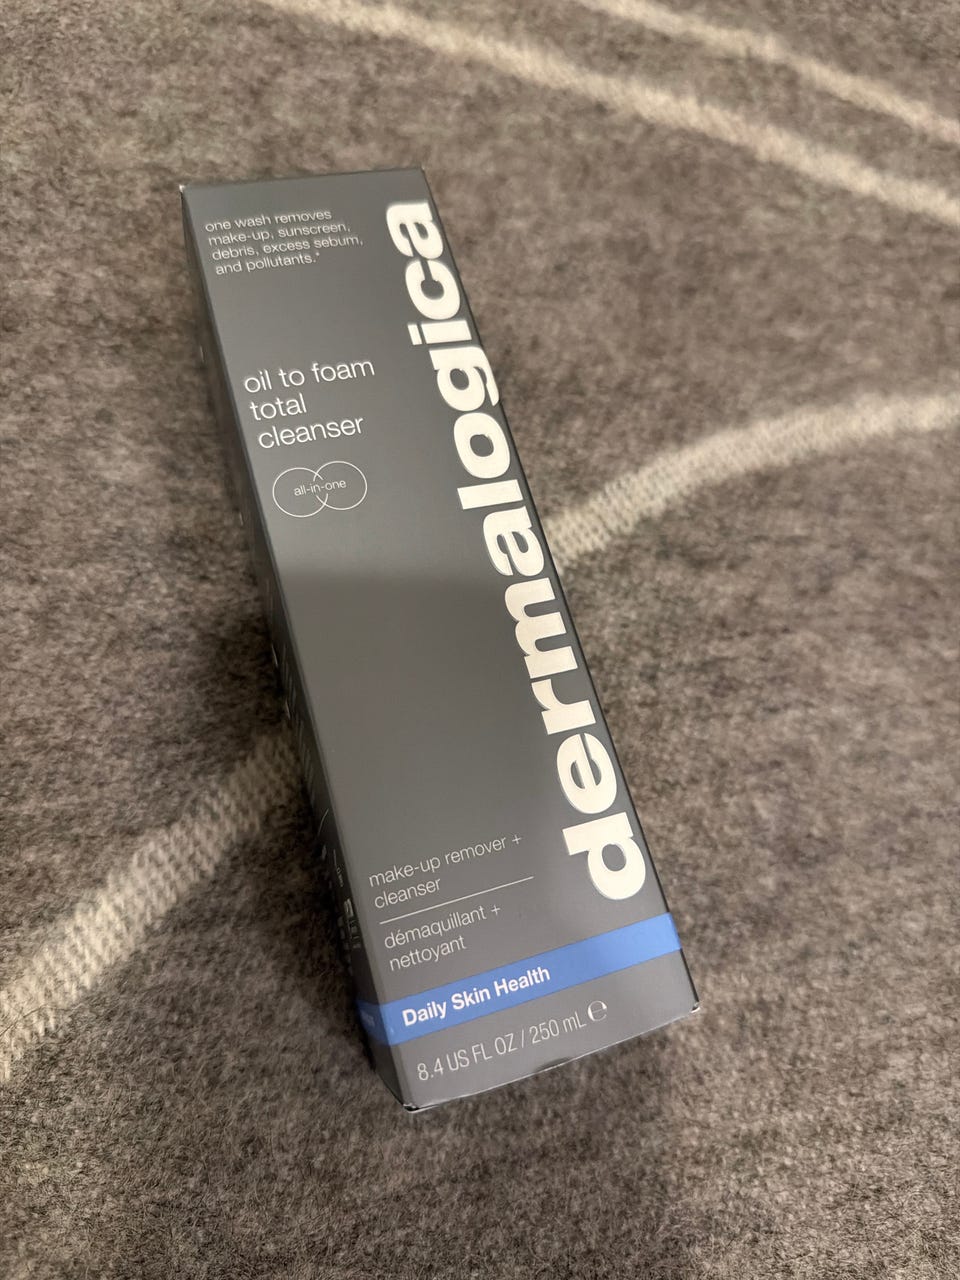 one wash removes
make-up, sunscreen,
debris, excess sebum,
and pollutants.*
oil to foam
total
cleanser
all-in-one
dermalogica
make-up remover +
cleanser
démaquillant +
nettoyant
Daily Skin Health
8.4 US FL OZ / 250 mL ℮